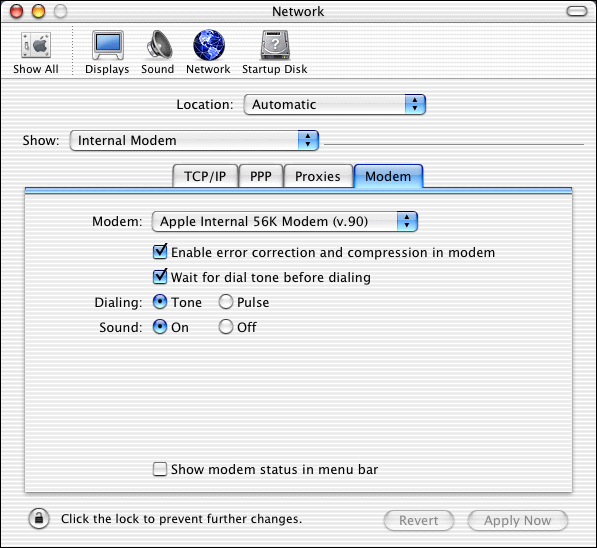 Network
Show All Displays Sound Network Startup Disk
Location: Automatic
Show: Internal Modem
TCP/IP PPP Proxies Modem
Modem: Apple Internal 56K Modem (v.90)
Enable error correction and compression in modem
Wait for dial tone before dialing
Dialing: Tone Pulse
Sound: On Off
Show modem status in menu bar
Click the lock to prevent further changes. Revert Apply Now